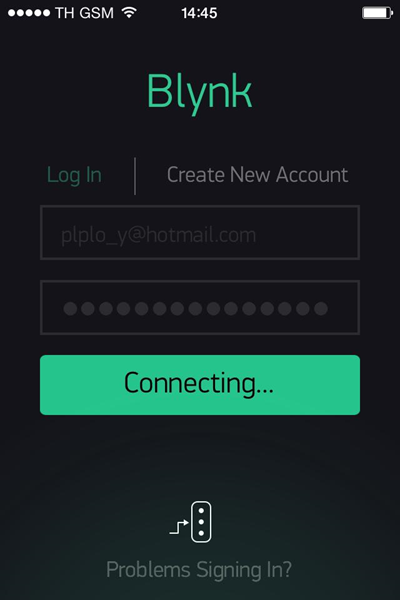 TH GSM 14:45
Blynk
Log In Create New Account
plplo_y@hotmail.com
●●●●●●●●●●●●●●●
Connecting...
Problems Signing In?